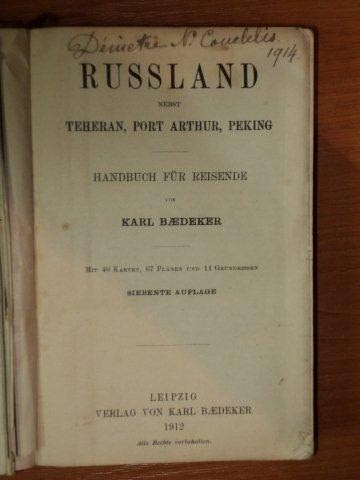 Démètre N. Coudelis.
1914.
RUSSLAND
NEBST
TEHERAN, PORT ARTHUR, PEKING
HANDBUCH FÜR REISENDE
VON
KARL BÆDEKER
MIT 40 KARTEN, 67 PLÄNEN UND 11 GRUNDRISSEN
SIEBENTE AUFLAGE
LEIPZIG
VERLAG VON KARL BÆDEKER
1912
Alle Rechte vorbehalten.